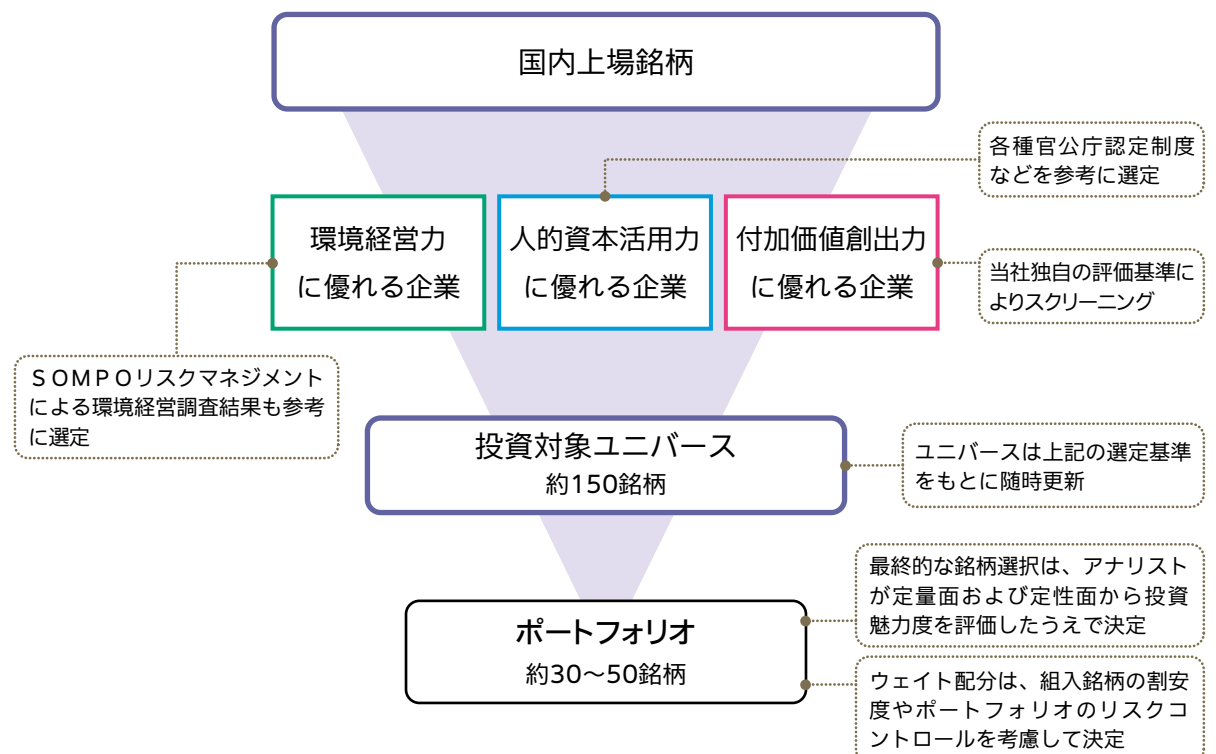 国内上場銘柄
各種官公庁認定制度
などを参考に選定
環境経営力
に優れる企業
人的資本活用力
に優れる企業
付加価値創出力
に優れる企業
当社独自の評価基準に
よりスクリーニング
ＳＯＭＰＯリスクマネジメント
による環境経営調査結果も参考
に選定
投資対象ユニバース
約150銘柄
ユニバースは上記の選定基準
をもとに随時更新
最終的な銘柄選択は、アナリスト
が定量面および定性面から投資
魅力度を評価したうえで決定
ポートフォリオ
約30～50銘柄
ウェイト配分は、組入銘柄の割安
度やポートフォリオのリスクコ
ントロールを考慮して決定